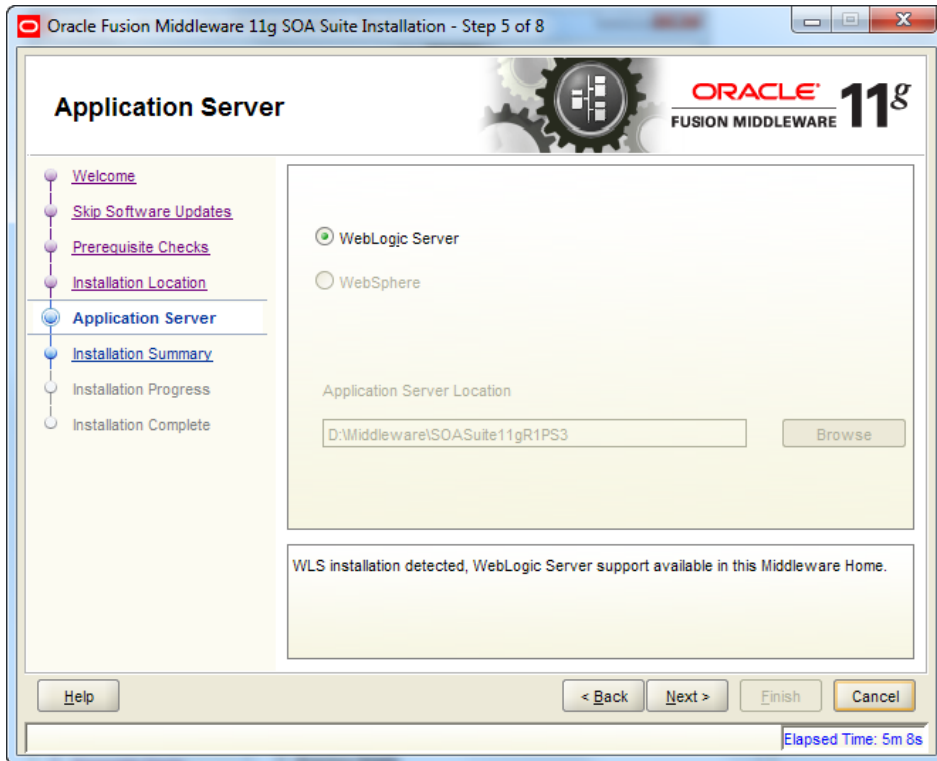 Oracle Fusion Middleware 11g SOA Suite Installation - Step 5 of 8
Application Server
ORACLE
FUSION MIDDLEWARE
11g
Welcome
Skip Software Updates
Prerequisite Checks
Installation Location
Application Server
Installation Summary
Installation Progress
Installation Complete
WebLogic Server
WebSphere
Application Server Location
D:\Middleware\SOASuite11gR1PS3
Browse
WLS installation detected, WebLogic Server support available in this Middleware Home.
Help
< Back
Next >
Finish
Cancel
Elapsed Time: 5m 8s